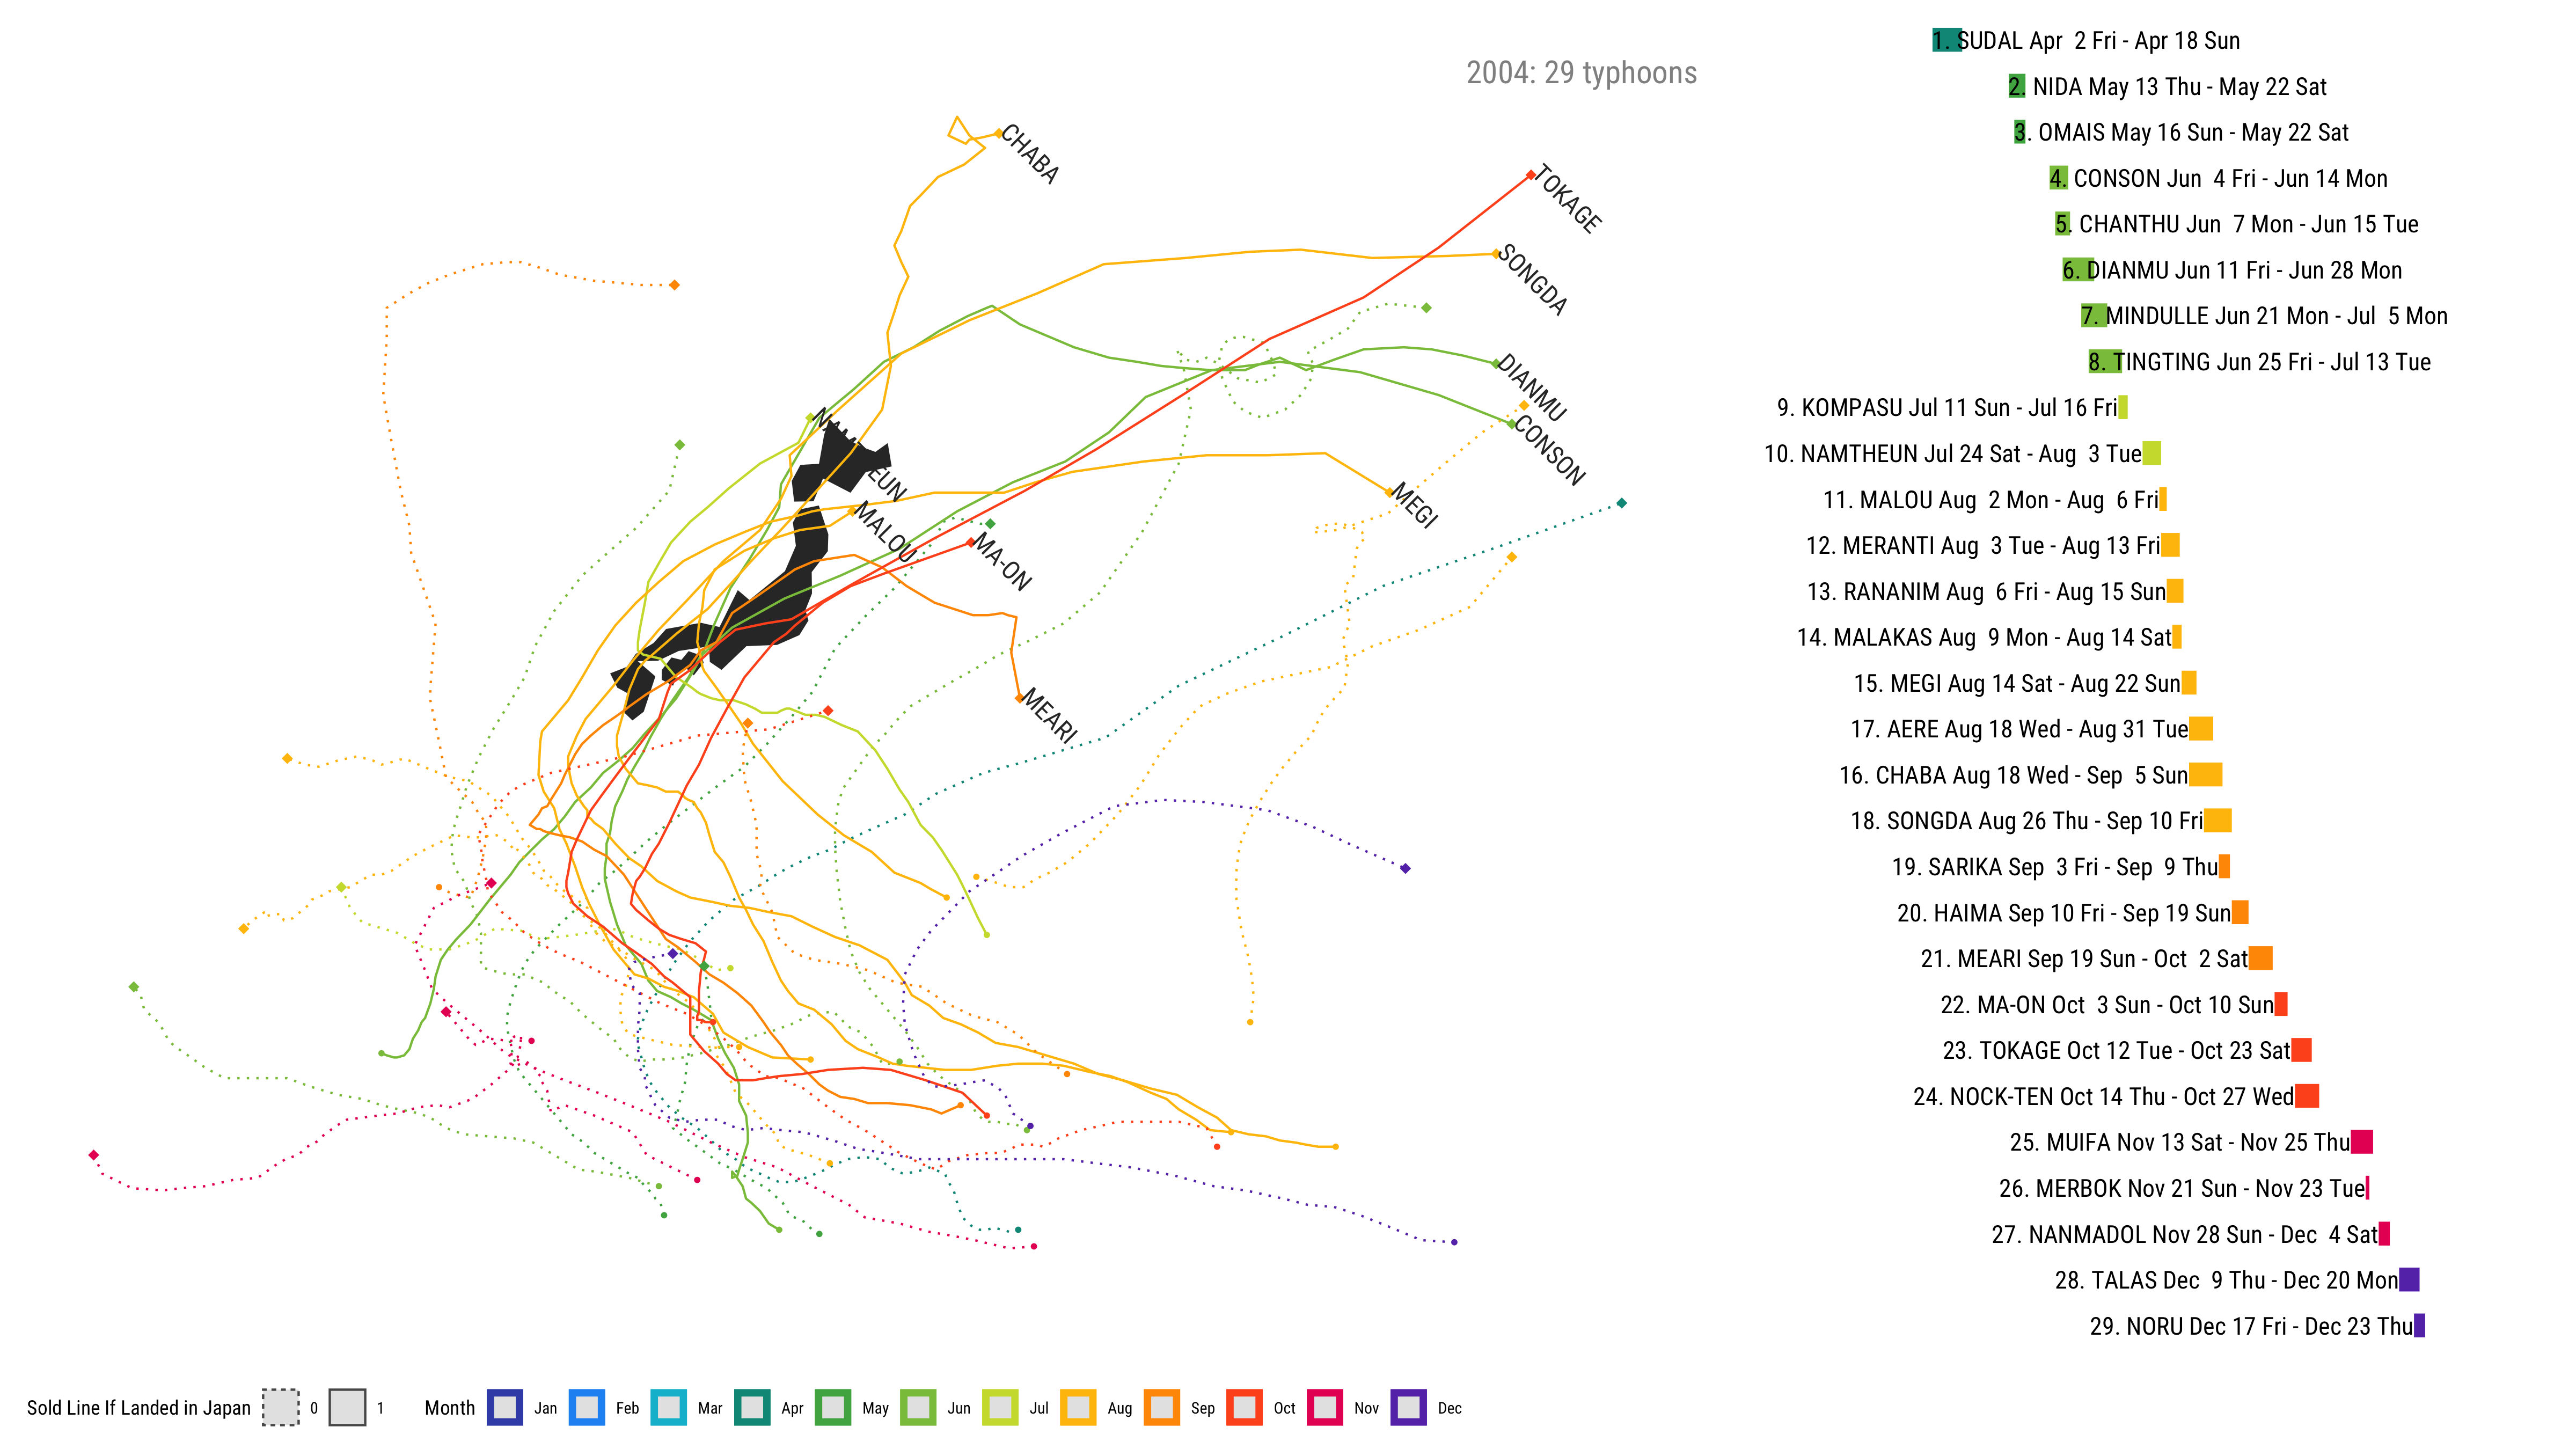 2004: 29 typhoons
CHABA
TOKAGE
SONGDA
DIANMU
CONSON
MEGI
MALOU
MA-ON
MEARI
1. SUDAL Apr  2 Fri - Apr 18 Sun
2. NIDA May 13 Thu - May 22 Sat
3. OMAIS May 16 Sun - May 22 Sat
4. CONSON Jun  4 Fri - Jun 14 Mon
5. CHANTHU Jun  7 Mon - Jun 15 Tue
6. DIANMU Jun 11 Fri - Jun 28 Mon
7. MINDULLE Jun 21 Mon - Jul  5 Mon
8. TINGTING Jun 25 Fri - Jul 13 Tue
9. KOMPASU Jul 11 Sun - Jul 16 Fri
10. NAMTHEUN Jul 24 Sat - Aug  3 Tue
11. MALOU Aug  2 Mon - Aug  6 Fri
12. MERANTI Aug  3 Tue - Aug 13 Fri
13. RANANIM Aug  6 Fri - Aug 15 Sun
14. MALAKAS Aug  9 Mon - Aug 14 Sat
15. MEGI Aug 14 Sat - Aug 22 Sun
17. AERE Aug 18 Wed - Aug 31 Tue
16. CHABA Aug 18 Wed - Sep  5 Sun
18. SONGDA Aug 26 Thu - Sep 10 Fri
19. SARIKA Sep  3 Fri - Sep  9 Thu
20. HAIMA Sep 10 Fri - Sep 19 Sun
21. MEARI Sep 19 Sun - Oct  2 Sat
22. MA-ON Oct  3 Sun - Oct 10 Sun
23. TOKAGE Oct 12 Tue - Oct 23 Sat
24. NOCK-TEN Oct 14 Thu - Oct 27 Wed
25. MUIFA Nov 13 Sat - Nov 25 Thu
26. MERBOK Nov 21 Sun - Nov 23 Tue
27. NANMADOL Nov 28 Sun - Dec  4 Sat
28. TALAS Dec  9 Thu - Dec 20 Mon
29. NORU Dec 17 Fri - Dec 23 Thu
Sold Line If Landed in Japan 0 1 Month Jan Feb Mar Apr May Jun Jul Aug Sep Oct Nov Dec